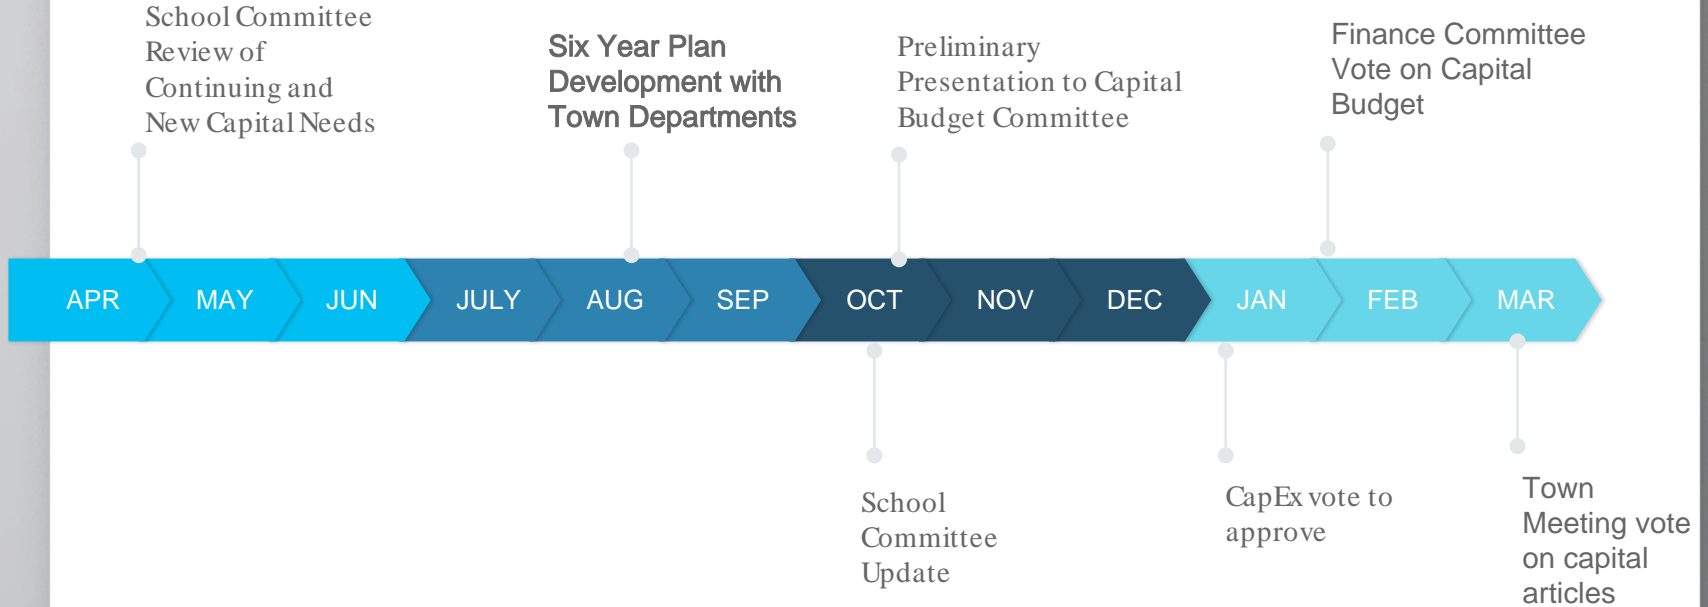 School Committee
Review of
Continuing and
New Capital Needs
Six Year Plan
Development with
Town Departments
Preliminary
Presentation to Capital
Budget Committee
Finance Committee
Vote on Capital
Budget
APR
MAY
JUN
JULY
AUG
SEP
OCT
NOV
DEC
JAN
FEB
MAR
School
Committee
Update
CapEx vote to
approve
Town
Meeting vote
on capital
articles